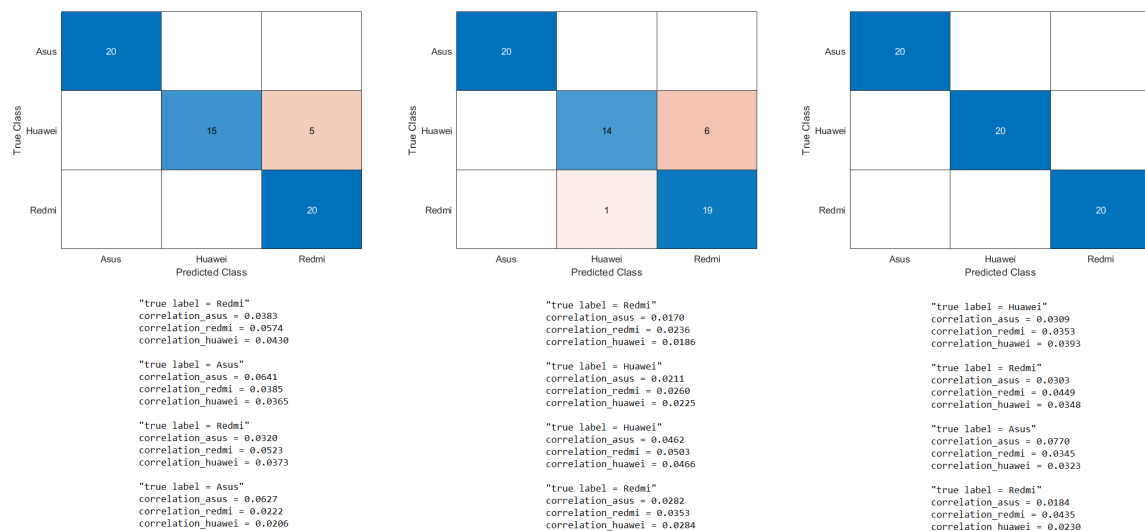 Asus
20
Huawei
15
5
Redmi
20
Asus
Huawei
Redmi
Predicted Class
True Class
"true label = Redmi"
correlation_asus = 0.0383
correlation_redmi = 0.0574
correlation_huawei = 0.0430
"true label = Asus"
correlation_asus = 0.0641
correlation_redmi = 0.0385
correlation_huawei = 0.0365
"true label = Redmi"
correlation_asus = 0.0320
correlation_redmi = 0.0523
correlation_huawei = 0.0373
"true label = Asus"
correlation_asus = 0.0627
correlation_redmi = 0.0222
correlation_huawei = 0.0206
Asus
20
Huawei
14
6
Redmi
1
19
Asus
Huawei
Redmi
Predicted Class
True Class
"true label = Redmi"
correlation_asus = 0.0170
correlation_redmi = 0.0236
correlation_huawei = 0.0186
"true label = Huawei"
correlation_asus = 0.0211
correlation_redmi = 0.0260
correlation_huawei = 0.0225
"true label = Huawei"
correlation_asus = 0.0462
correlation_redmi = 0.0503
correlation_huawei = 0.0466
"true label = Redmi"
correlation_asus = 0.0282
correlation_redmi = 0.0353
correlation_huawei = 0.0284
Asus
20
Huawei
20
Redmi
20
Asus
Huawei
Redmi
Predicted Class
True Class
"true label = Huawei"
correlation_asus = 0.0309
correlation_redmi = 0.0353
correlation_huawei = 0.0393
"true label = Redmi"
correlation_asus = 0.0303
correlation_redmi = 0.0449
correlation_huawei = 0.0348
"true label = Asus"
correlation_asus = 0.0770
correlation_redmi = 0.0345
correlation_huawei = 0.0323
"true label = Redmi"
correlation_asus = 0.0184
correlation_redmi = 0.0435
correlation_huawei = 0.0230